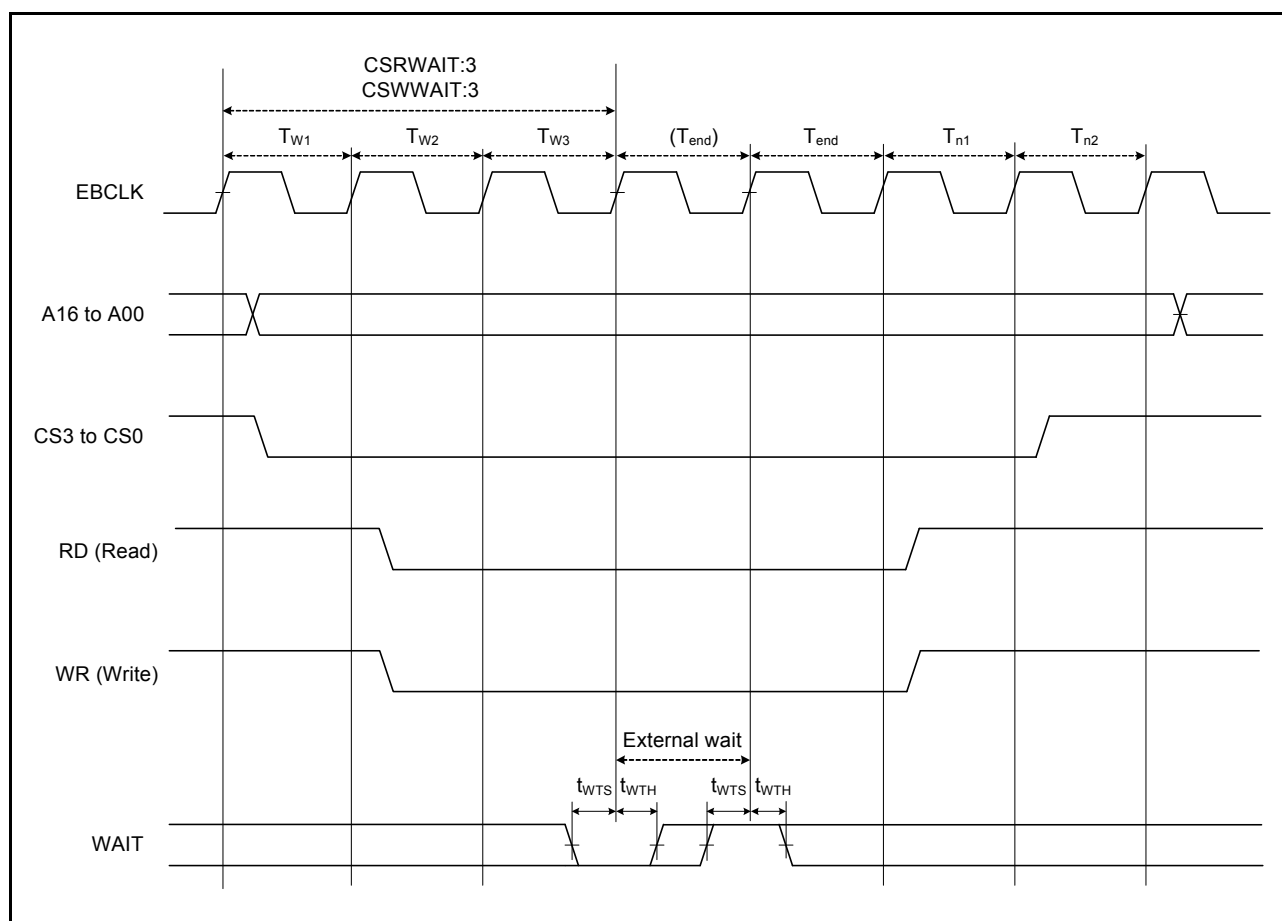 CSRWAIT:3
CSWWAIT:3
TW1 TW2 TW3 (Tend) Tend Tn1 Tn2
EBCLK
A16 to A00
CS3 to CS0
RD (Read)
WR (Write)
External wait
tWTS tWTH tWTS tWTH
WAIT